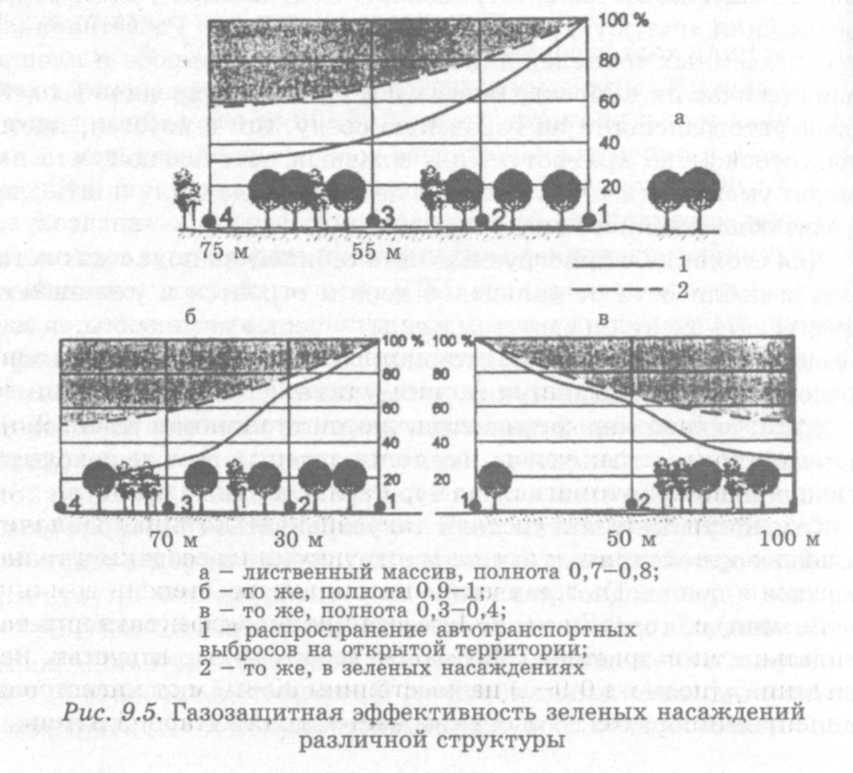 100 %
80
а
60
40
20
4 3 2 1
75 м 55 м
1
2
б в
100 % 100 %
80 80
60 60
40 40
20 20
4 3 2 1 1 2
70 м 30 м 50 м 100 м
а – лиственный массив, полнота 0,7–0,8;
б – то же, полнота 0,9–1;
в – то же, полнота 0,3–0,4;
1 – распространение автотранспортных
выбросов на открытой территории;
2 – то же, в зеленых насаждениях
Рис. 9.5. Газозащитная эффективность зеленых насаждений
различной структуры